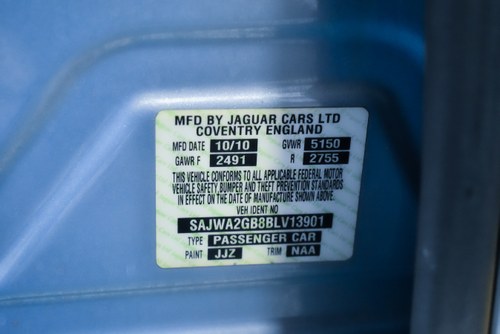 MFD BY JAGUAR CARS LTD
COVENTRY ENGLAND
MFD DATE 10/10 GVWR 5150
GAWR F 2491 R 2755
THIS VEHICLE CONFORMS TO ALL APPLICABLE FEDERAL MOTOR
VEHICLE SAFETY, BUMPER AND THEFT PREVENTION STANDARDS
IN EFFECT ON THE DATE OF MANUFACTURE SHOWN ABOVE.
VEH IDENT NO
SAJWA2GB8BLV13901
TYPE PASSENGER CAR
PAINT JJZ TRIM NAA